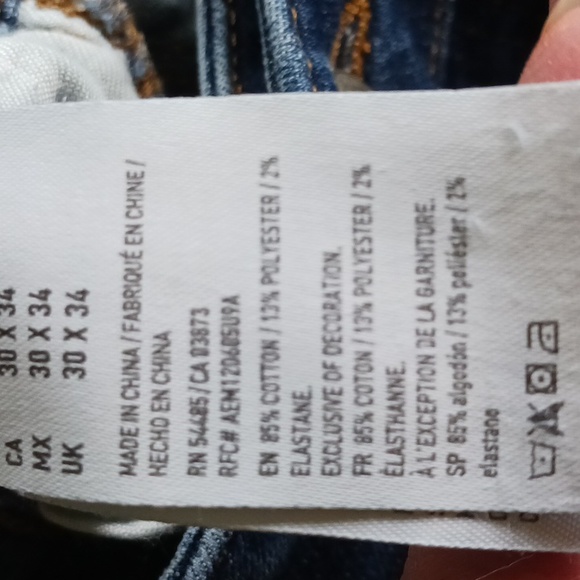 CA 30 X 34
MX 30 X 34
UK 30 X 34
MADE IN CHINA / FABRIQUÉ EN CHINE /
HECHO EN CHINA
RN 54485 / CA 03873
RFC# AEM1206050U9A
EN 85% COTTON / 13% POLYESTER / 2%
ELASTANE.
EXCLUSIVE OF DECORATION.
FR 85% COTON / 13% POLYESTER / 2%
ÉLASTHANNE.
À L'EXCEPTION DE LA GARNITURE.
SP 85% algodón / 13% poliéster / 2%
elastano